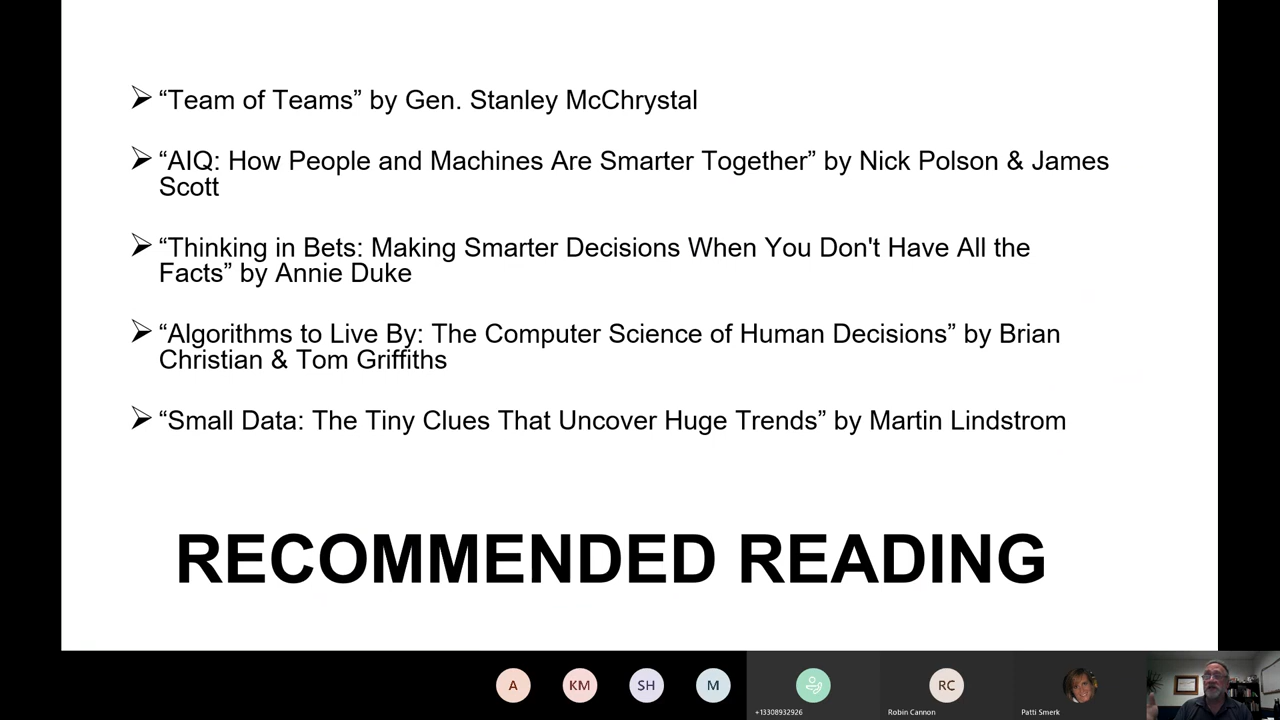 “Team of Teams” by Gen. Stanley McChrystal
“AIQ: How People and Machines Are Smarter Together” by Nick Polson & James
Scott
“Thinking in Bets: Making Smarter Decisions When You Don't Have All the
Facts” by Annie Duke
“Algorithms to Live By: The Computer Science of Human Decisions” by Brian
Christian & Tom Griffiths
“Small Data: The Tiny Clues That Uncover Huge Trends” by Martin Lindstrom
RECOMMENDED READING
A
KM
SH
M
RC
+13308932926
Robin Cannon
Patti Smerk